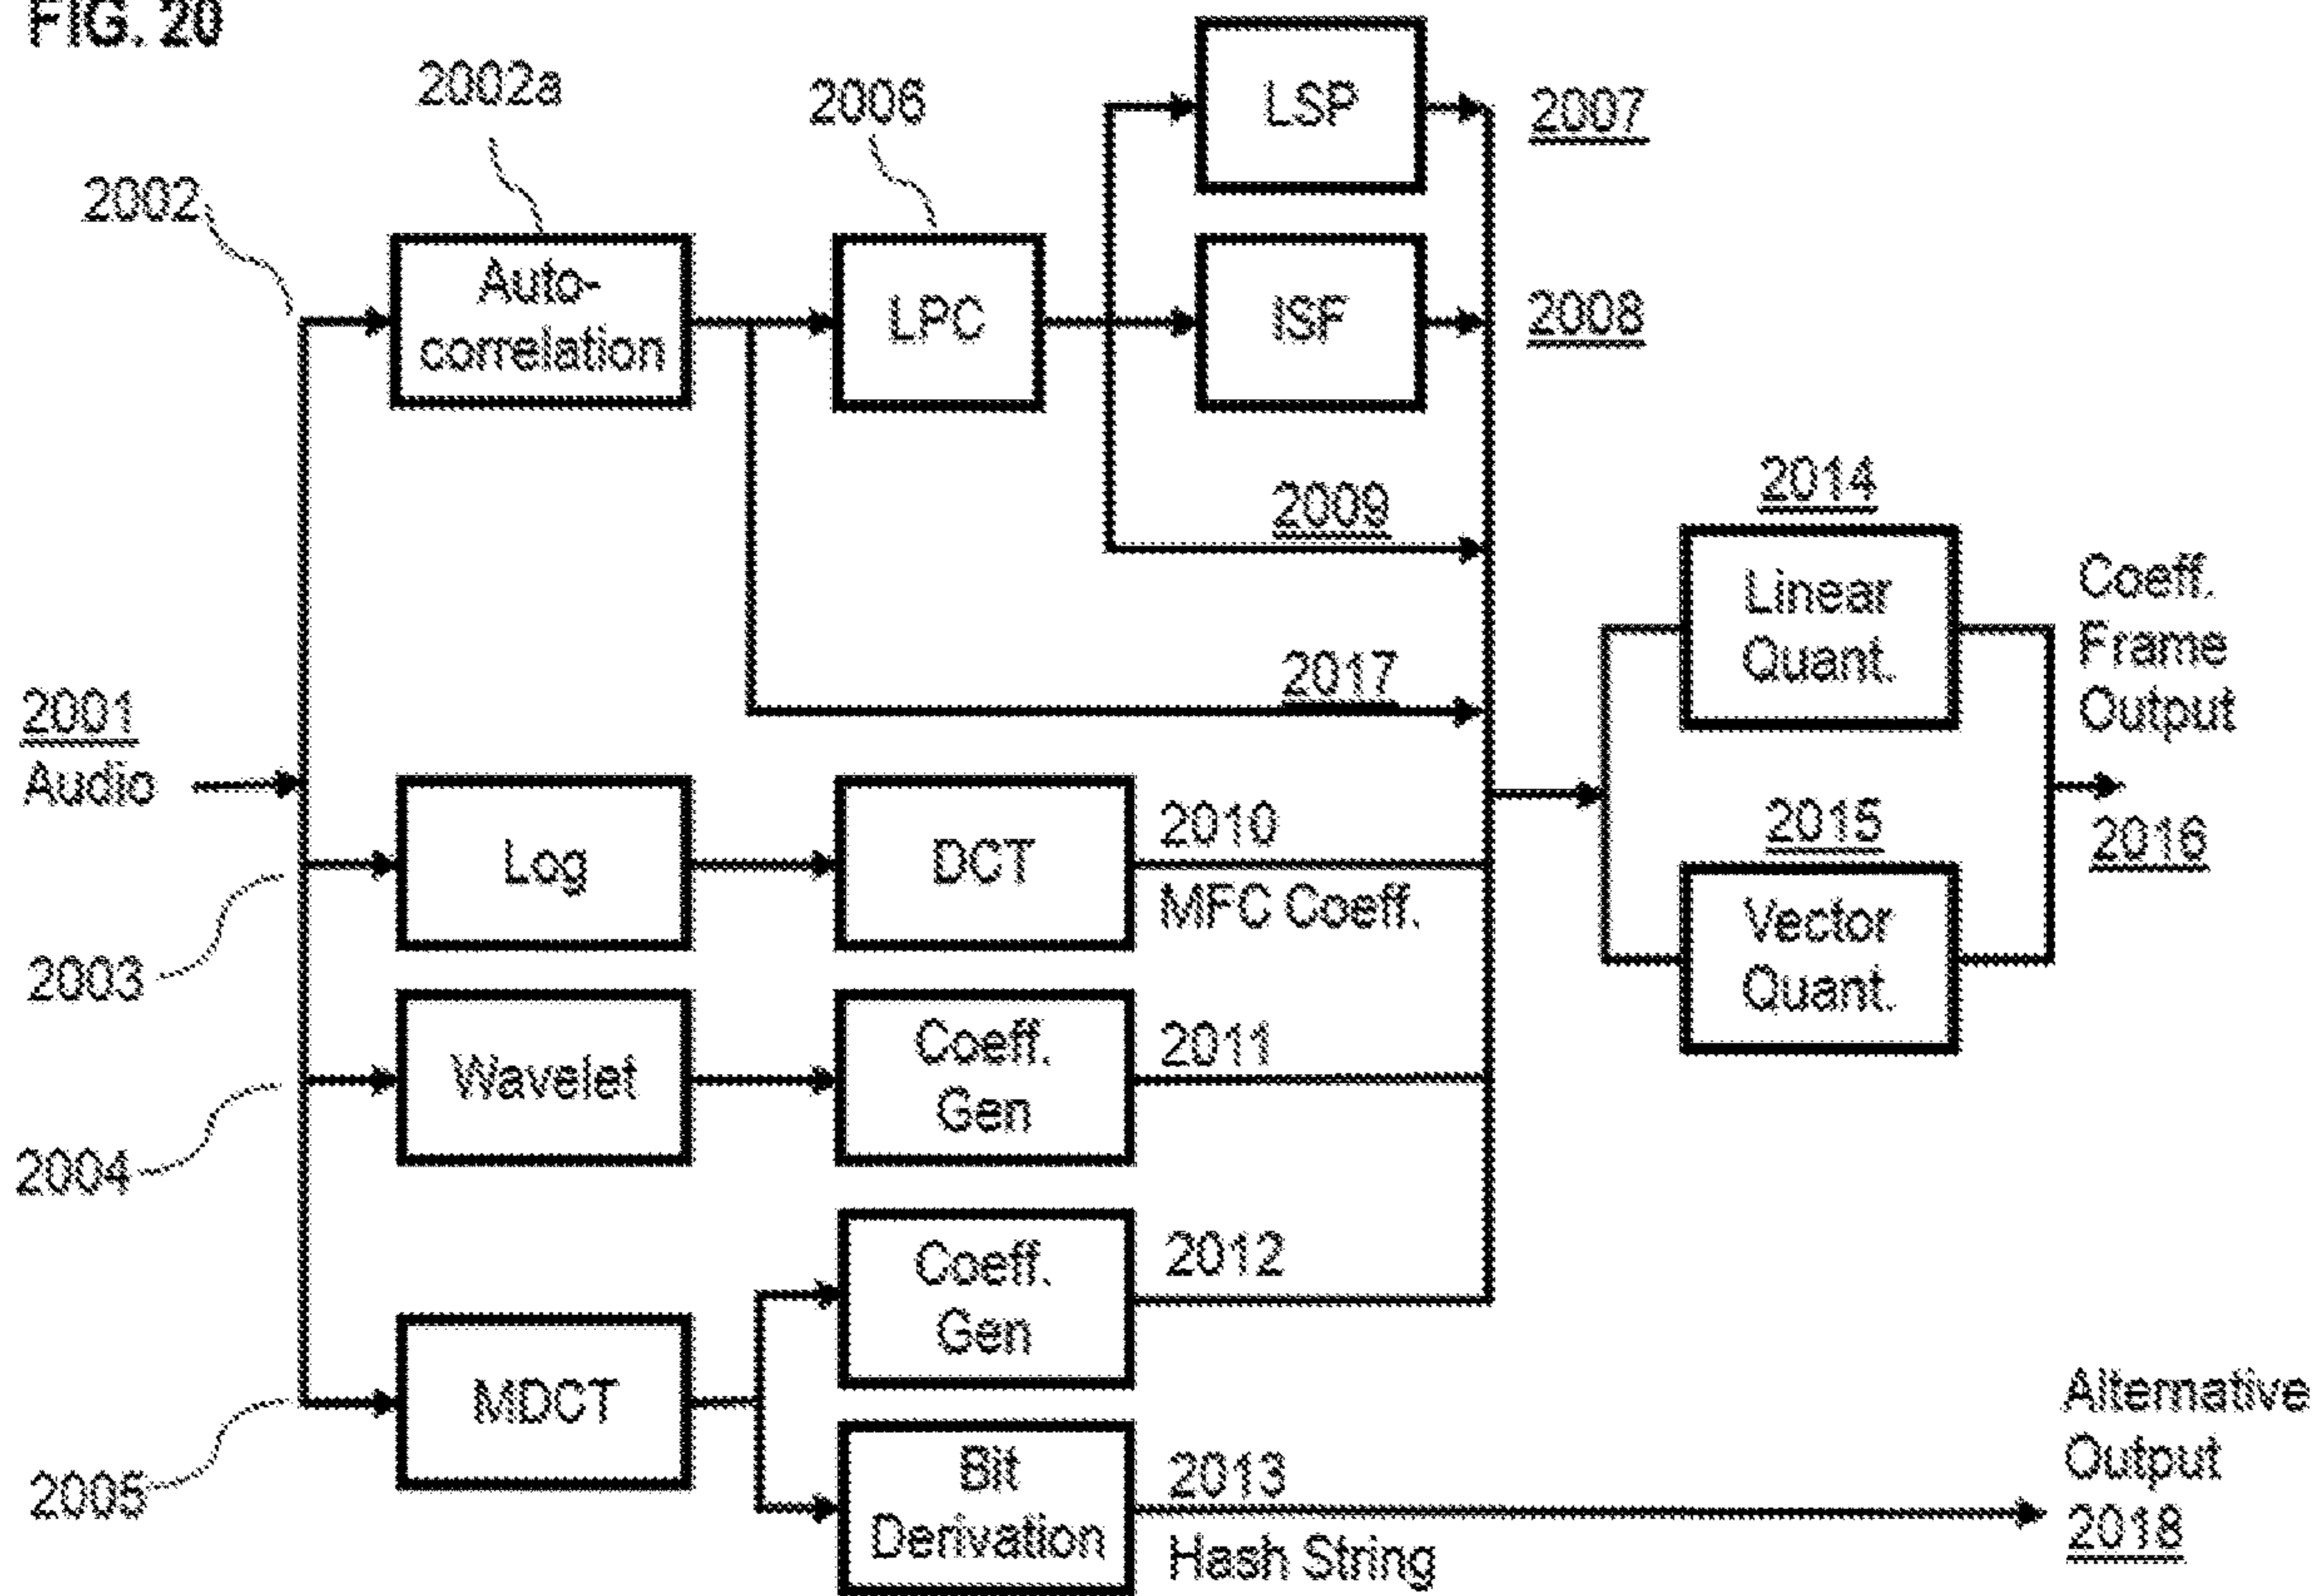 FIG. 20
2002a
2006
LSP
2007
2002
Auto-
correlation
LPC
ISF
2008
2009
2014
Linear
Quant.
Coeff.
Frame
Output
2017
2001
Audio
Log
DCT
2010
MFC Coeff.
2015
Vector
Quant.
2016
2003
Wavelet
Coeff.
Gen
2011
2004
Coeff.
Gen
2012
MDCT
2005
Bit
Derivation
2013
Hash String
Alternative
Output
2018